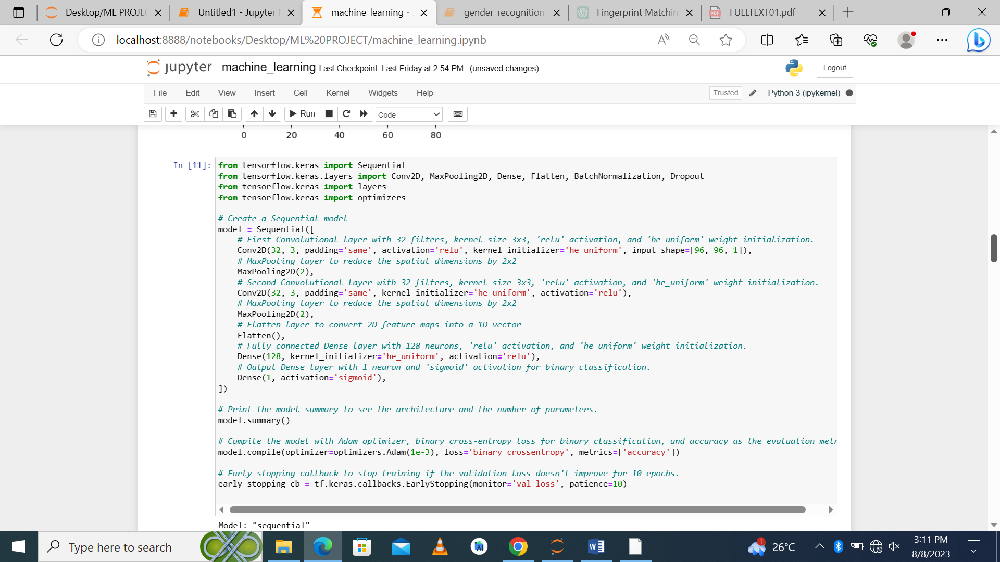 Desktop/ML PROJEC
Untitled1 - Jupyter N
machine_learning -
gender_recognition
Fingerprint Matchin
FULLTEXT01.pdf
localhost:8888/notebooks/Desktop/ML%20PROJECT/machine_learning.ipynb
jupyter machine_learning Last Checkpoint: Last Friday at 2:54 PM (unsaved changes)
Logout
File Edit View Insert Cell Kernel Widgets Help
Trusted
Python 3 (ipykernel)
Run
Code
0 20 40 60 80
In [11]:
from tensorflow.keras import Sequential
from tensorflow.keras.layers import Conv2D, MaxPooling2D, Dense, Flatten, BatchNormalization, Dropout
from tensorflow.keras import layers
from tensorflow.keras import optimizers
# Create a Sequential model
model = Sequential([
# First Convolutional layer with 32 filters, kernel size 3x3, 'relu' activation, and 'he_uniform' weight initialization.
Conv2D(32, 3, padding='same', activation='relu', kernel_initializer='he_uniform', input_shape=[96, 96, 1]),
# MaxPooling layer to reduce the spatial dimensions by 2x2
MaxPooling2D(2),
# Second Convolutional layer with 32 filters, kernel size 3x3, 'relu' activation, and 'he_uniform' weight initialization.
Conv2D(32, 3, padding='same', kernel_initializer='he_uniform', activation='relu'),
# MaxPooling layer to reduce the spatial dimensions by 2x2
MaxPooling2D(2),
# Flatten layer to convert 2D feature maps into a 1D vector
Flatten(),
# Fully connected Dense layer with 128 neurons, 'relu' activation, and 'he_uniform' weight initialization.
Dense(128, kernel_initializer='he_uniform', activation='relu'),
# Output Dense layer with 1 neuron and 'sigmoid' activation for binary classification.
Dense(1, activation='sigmoid'),
])
# Print the model summary to see the architecture and the number of parameters.
model.summary()
# Compile the model with Adam optimizer, binary cross-entropy loss for binary classification, and accuracy as the evaluation metr
model.compile(optimizer=optimizers.Adam(1e-3), loss='binary_crossentropy', metrics=['accuracy'])
# Early stopping callback to stop training if the validation loss doesn't improve for 10 epochs.
early_stopping_cb = tf.keras.callbacks.EarlyStopping(monitor='val_loss', patience=10)
Model: "sequential"
Type here to search
1
26°C
3:11 PM
8/8/2023